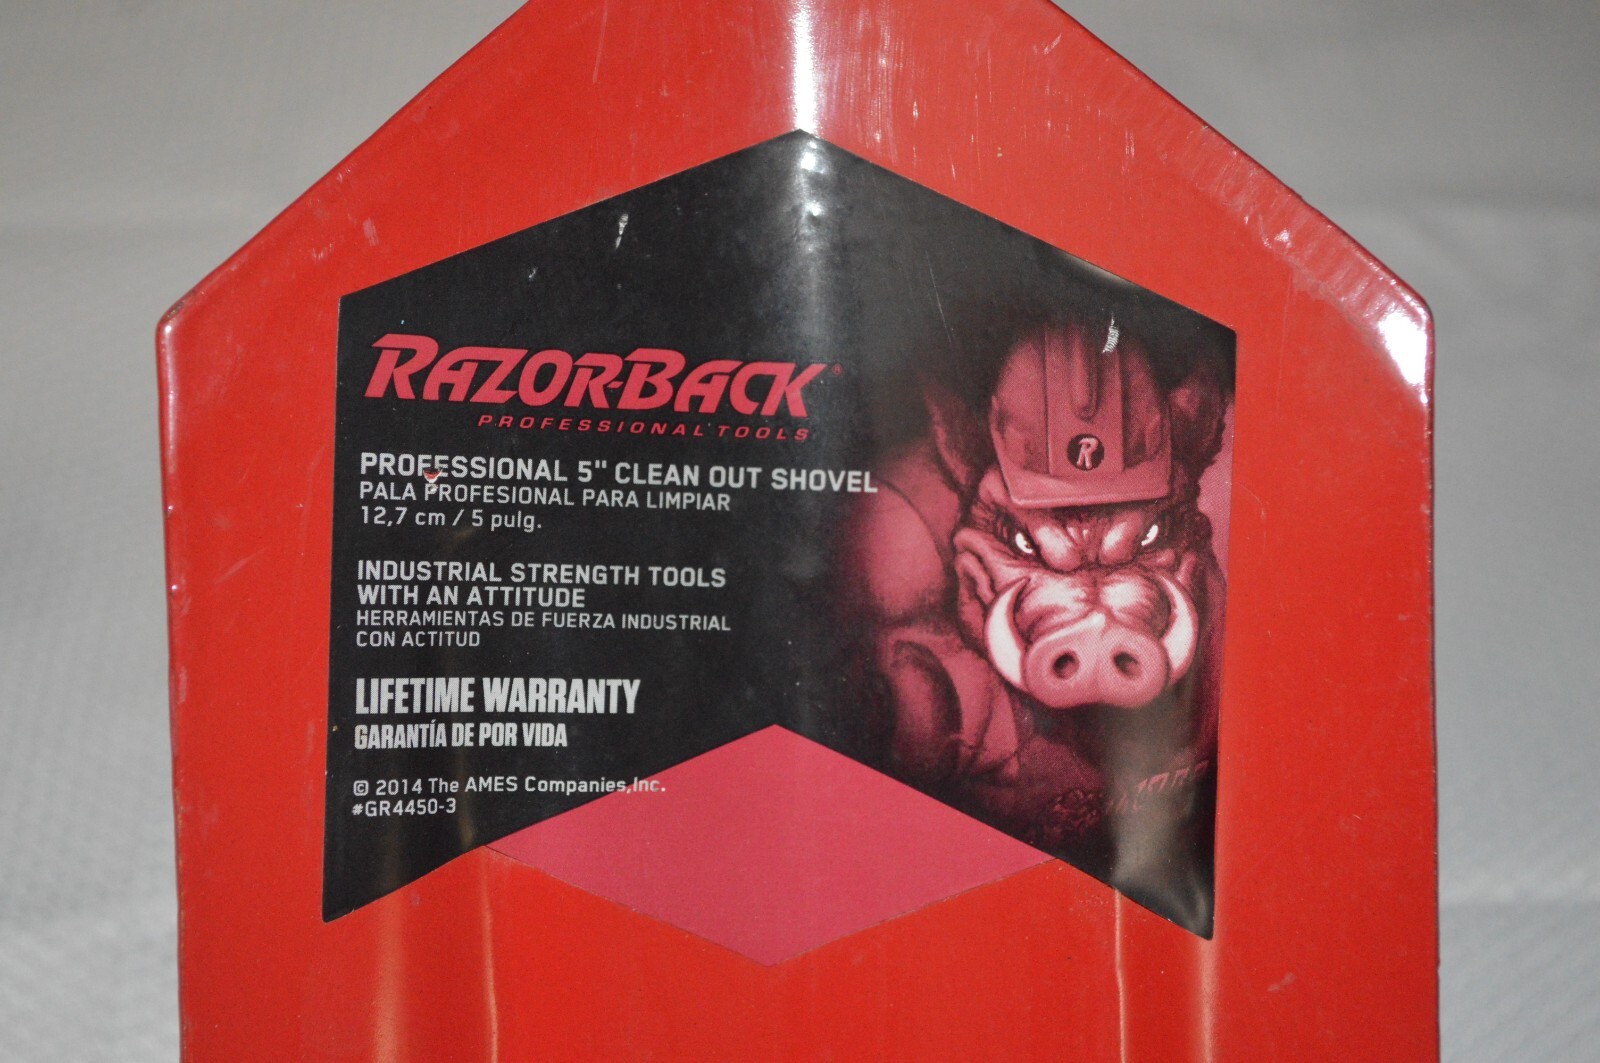 RAZOR-BACK®
PROFESSIONAL TOOLS
PROFESSIONAL 5" CLEAN OUT SHOVEL
PALA PROFESIONAL PARA LIMPIAR
12,7 cm / 5 pulg.
INDUSTRIAL STRENGTH TOOLS
WITH AN ATTITUDE
HERRAMIENTAS DE FUERZA INDUSTRIAL
CON ACTITUD
LIFETIME WARRANTY
GARANTÍA DE POR VIDA
© 2014 The AMES Companies, Inc.
#GR4450-3
R